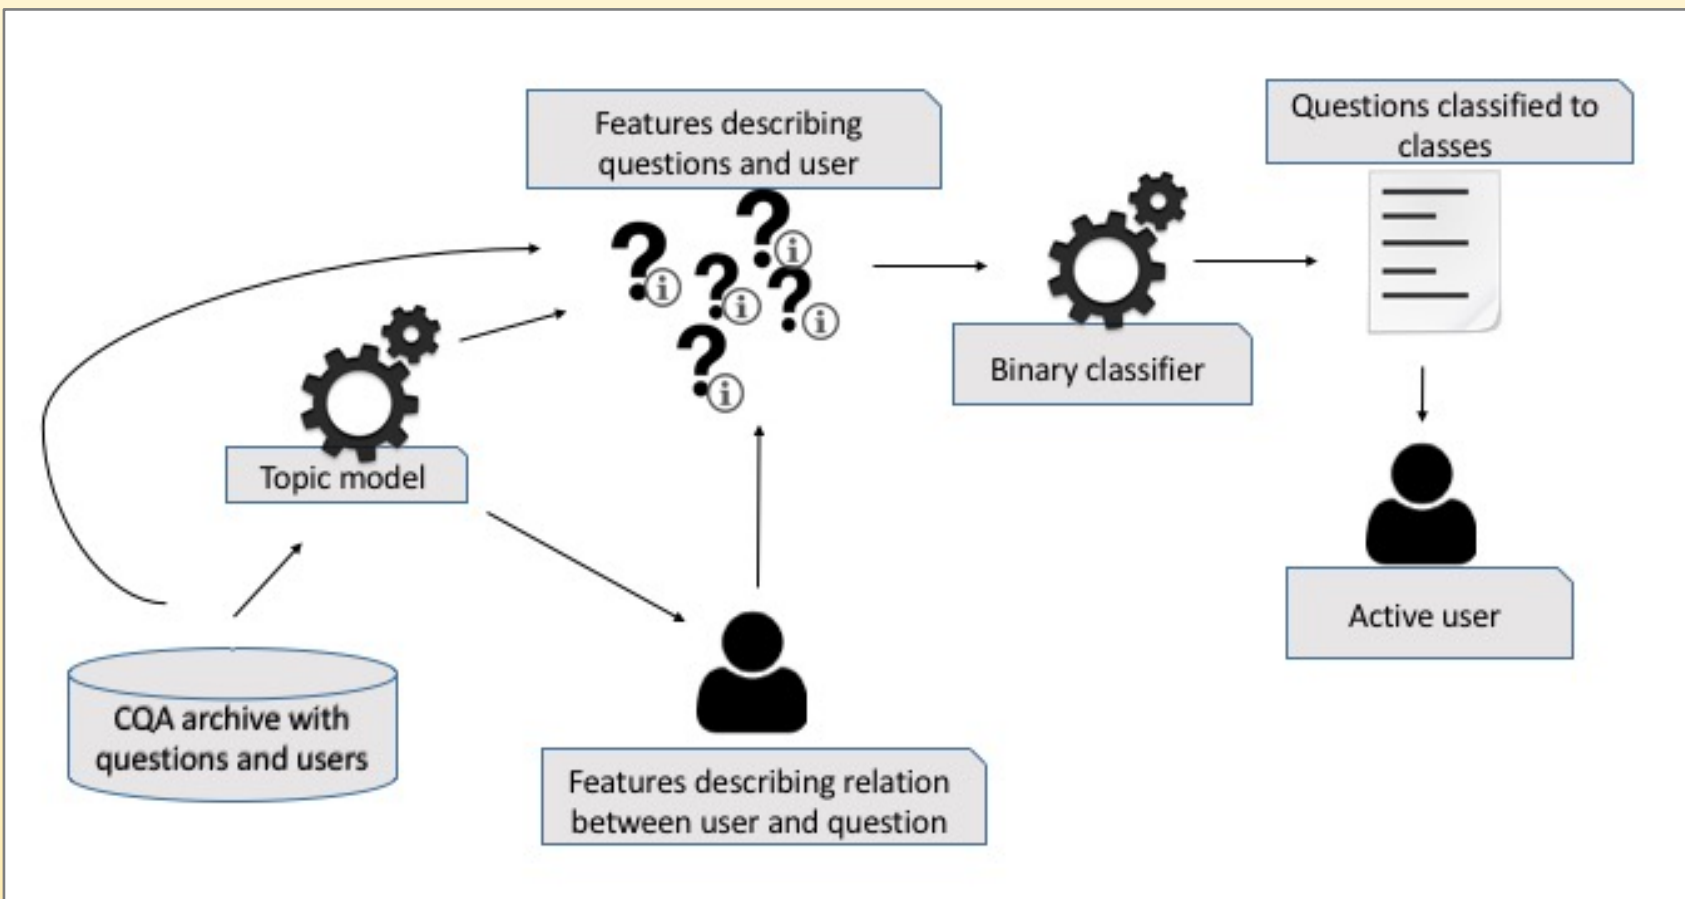 Features describing
questions and user
Questions classified to
classes
Binary classifier
Topic model
Active user
CQA archive with
questions and users
Features describing relation
between user and question